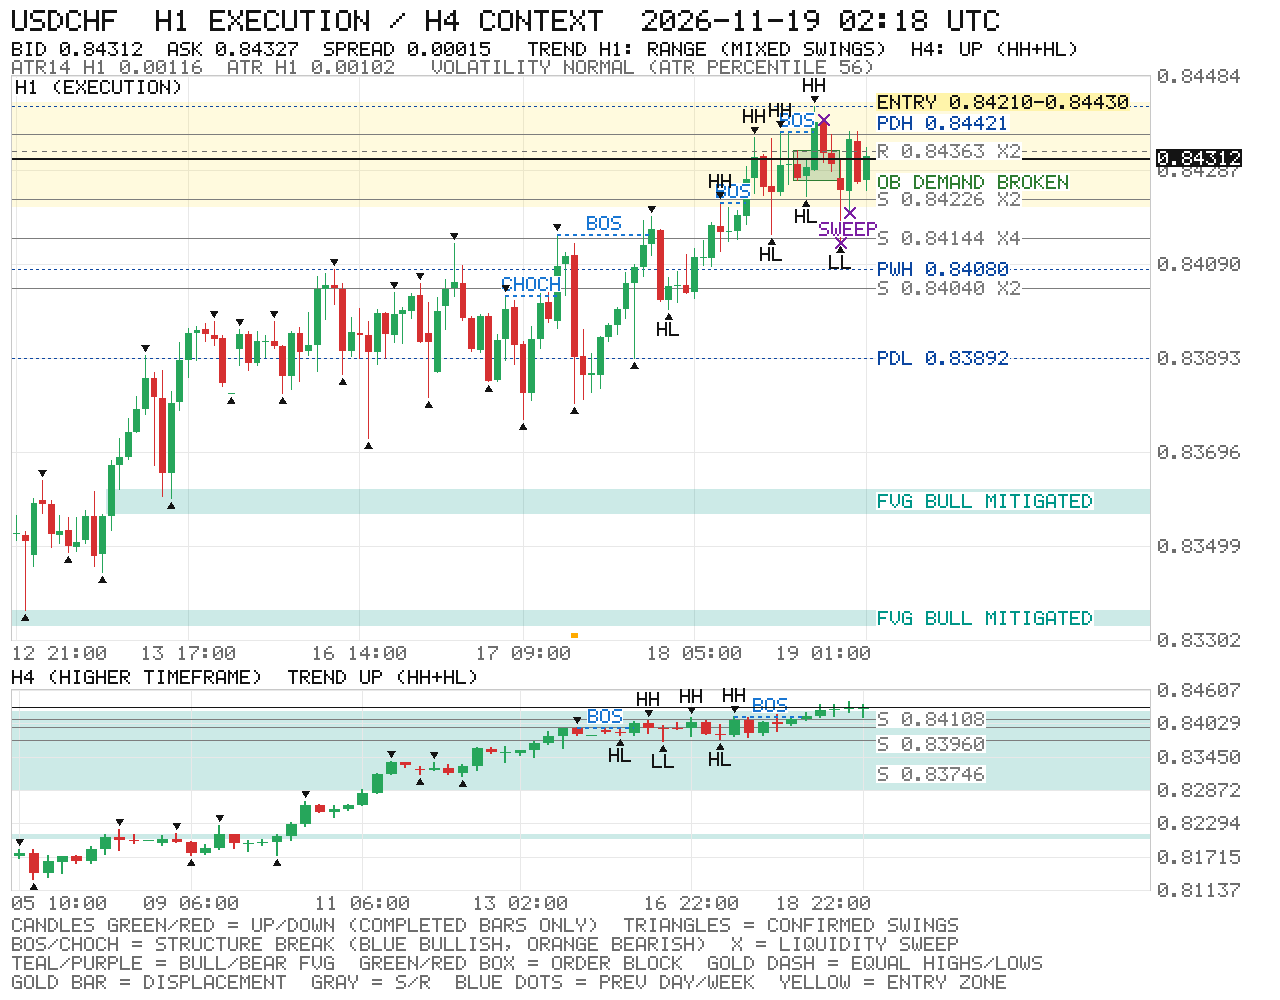 USDCHF  H1 EXECUTION / H4 CONTEXT  2026-11-19 02:18 UTC
BID 0.84312  ASK 0.84327  SPREAD 0.00015   TREND H1: RANGE (MIXED SWINGS)  H4: UP (HH+HL)
ATR14 H1 0.00116  ATR H1 0.00102   VOLATILITY NORMAL (ATR PERCENTILE 56)
H1 (EXECUTION)
0.84484
HH
ENTRY 0.84210-0.84430
HH
HH
BOS
PDH 0.84421
R 0.84363 X2
0.84312
0.84287
HH
OB DEMAND BROKEN
BOS
S 0.84226 X2
HL
BOS
SWEEP
S 0.84144 X4
HL
LL
0.84090
PWH 0.84080
CHOCH
S 0.84040 X2
HL
PDL 0.83892
0.83893
0.83696
FVG BULL MITIGATED
0.83499
FVG BULL MITIGATED
0.83302
12 21:00
13 17:00
16 14:00
17 09:00
18 05:00
19 01:00
H4 (HIGHER TIMEFRAME)  TREND UP (HH+HL)
0.84607
HH
HH
HH
BOS
BOS
S 0.84108
0.84029
S 0.83960
HL
LL
HL
0.83450
S 0.83746
0.82872
0.82294
0.81715
0.81137
05 10:00
09 06:00
11 06:00
13 02:00
16 22:00
18 22:00
CANDLES GREEN/RED = UP/DOWN (COMPLETED BARS ONLY)  TRIANGLES = CONFIRMED SWINGS
BOS/CHOCH = STRUCTURE BREAK (BLUE BULLISH, ORANGE BEARISH)  X = LIQUIDITY SWEEP
TEAL/PURPLE = BULL/BEAR FVG  GREEN/RED BOX = ORDER BLOCK  GOLD DASH = EQUAL HIGHS/LOWS
GOLD BAR = DISPLACEMENT  GRAY = S/R  BLUE DOTS = PREV DAY/WEEK  YELLOW = ENTRY ZONE